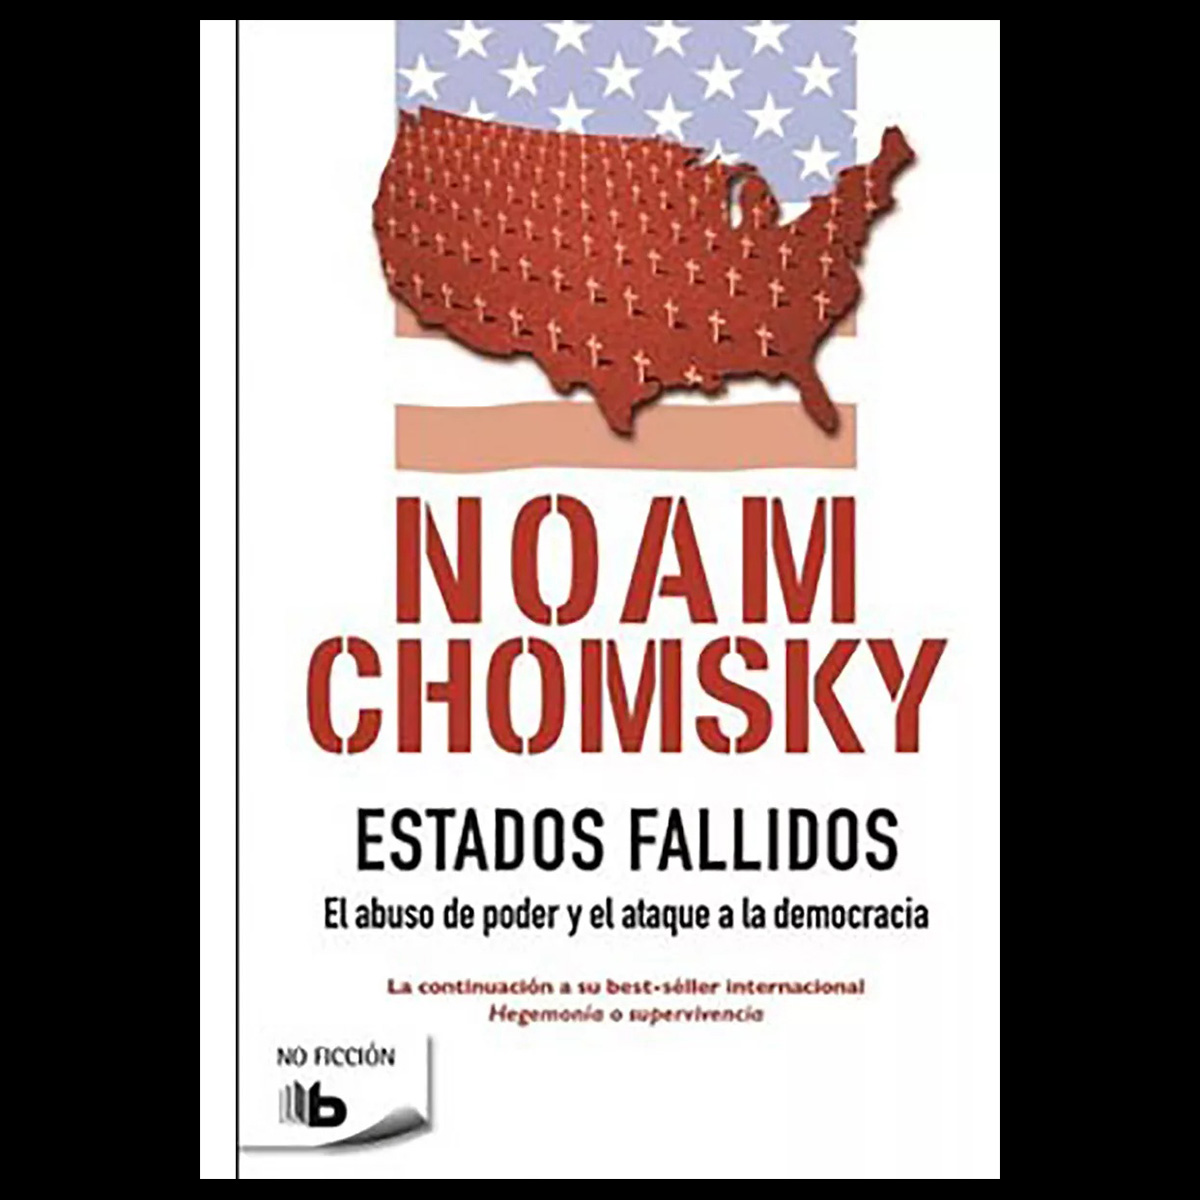 NOAM
CHOMSKY
ESTADOS FALLIDOS
El abuso de poder y el ataque a la democracia
La continuación a su best-séller internacional
Hegemonía o supervivencia
NO FICCIÓN
b